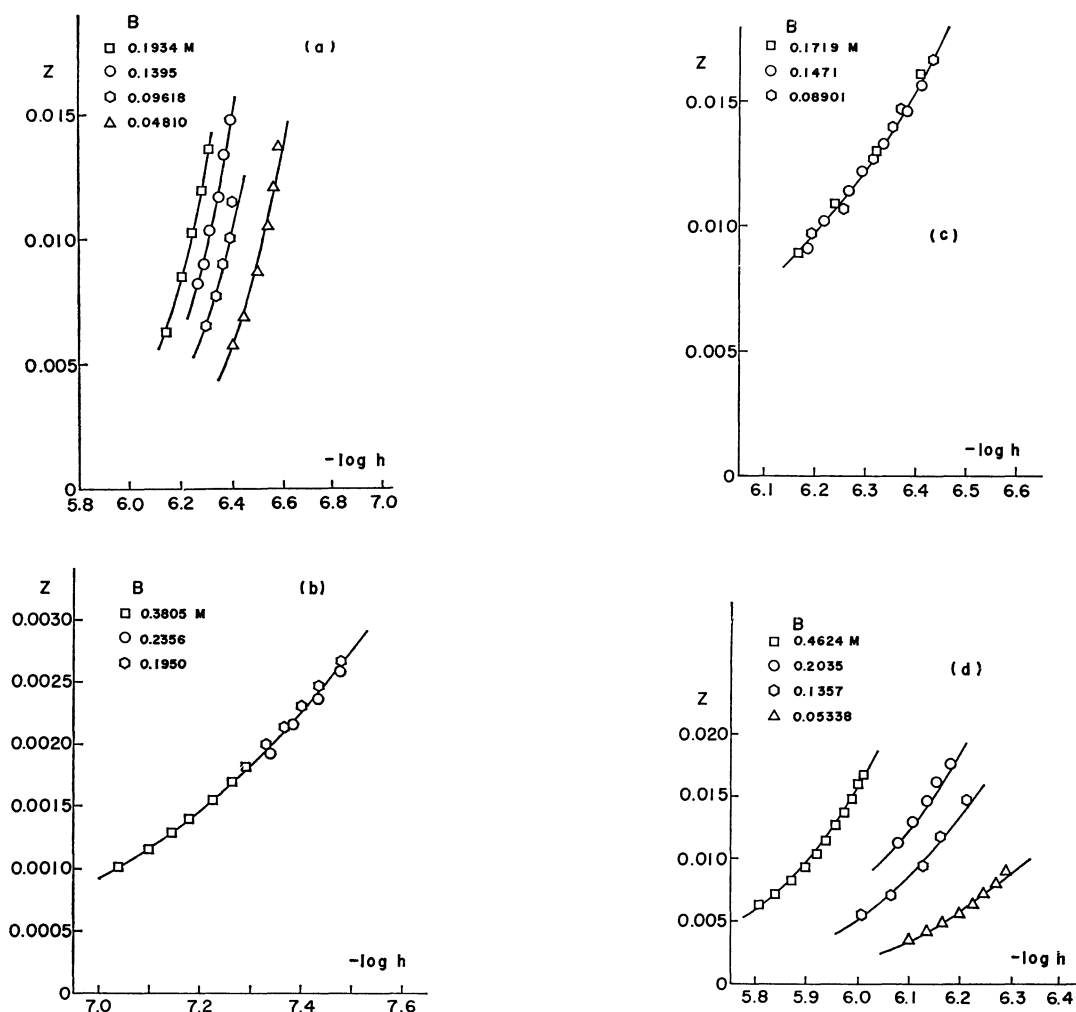 B
(a)
0.1934 M
Z
0.1395
0.09618
0.04810
0.015
0.010
0.005
-log h
0
5.8 6.0 6.2 6.4 6.6 6.8 7.0
B
0.1719 M
Z
0.1471
0.08901
0.015
0.010
(c)
0.005
-log h
0
6.1 6.2 6.3 6.4 6.5 6.6
Z
B
(b)
0.0030
0.3805 M
0.2356
0.1950
0.0025
0.0020
0.0015
0.0010
0.0005
-log h
0
7.0 7.2 7.4 7.6
B
0.4624 M
0.2035
(d)
0.1357
Z
0.05338
0.020
0.015
0.010
0.005
-log h
0
5.8 5.9 6.0 6.1 6.2 6.3 6.4